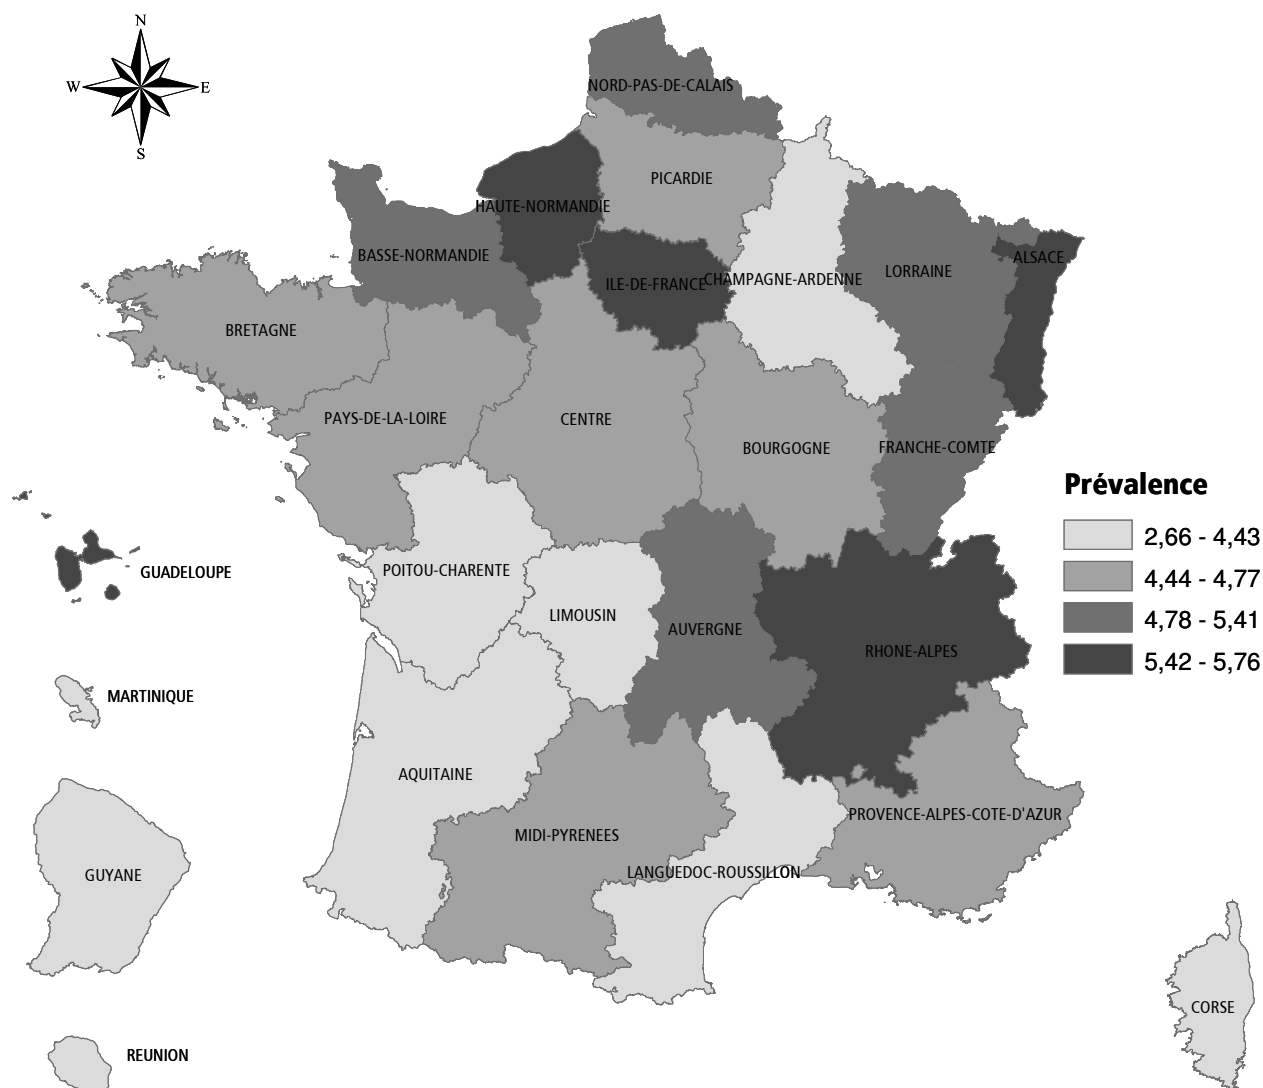 N
W
E
S
NORD-PAS-DE-CALAIS
PICARDIE
HAUTE-NORMANDIE
BASSE-NORMANDIE
ILE-DE-FRANCE
CHAMPAGNE-ARDENNE
LORRAINE
ALSACE
BRETAGNE
PAYS-DE-LA-LOIRE
CENTRE
BOURGOGNE
FRANCHE-COMTE
Prévalence
2,66 - 4,43
4,44 - 4,77
4,78 - 5,41
5,42 - 5,76
GUADELOUPE
POITOU-CHARENTE
LIMOUSIN
AUVERGNE
RHONE-ALPES
MARTINIQUE
AQUITAINE
MIDI-PYRENEES
PROVENCE-ALPES-COTE-D'AZUR
LANGUEDOC-ROUSSILLON
GUYANE
CORSE
REUNION